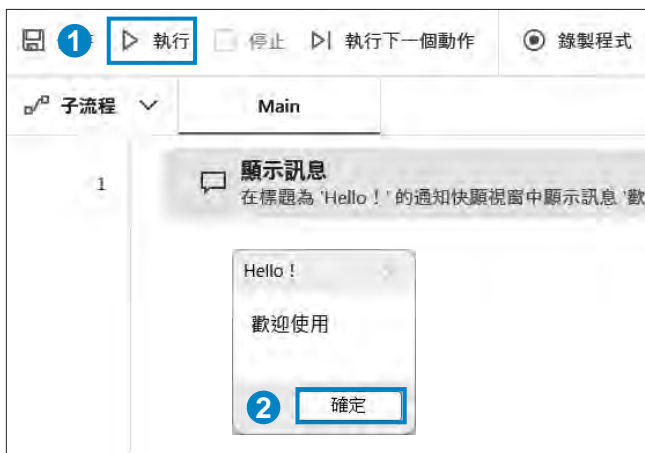 1 執行 停止 執行下一個動作 錄製程式
子流程 Main
1 顯示訊息
在標題為 'Hello！' 的通知快顯視窗中顯示訊息 '歡
Hello！
歡迎使用
2 確定